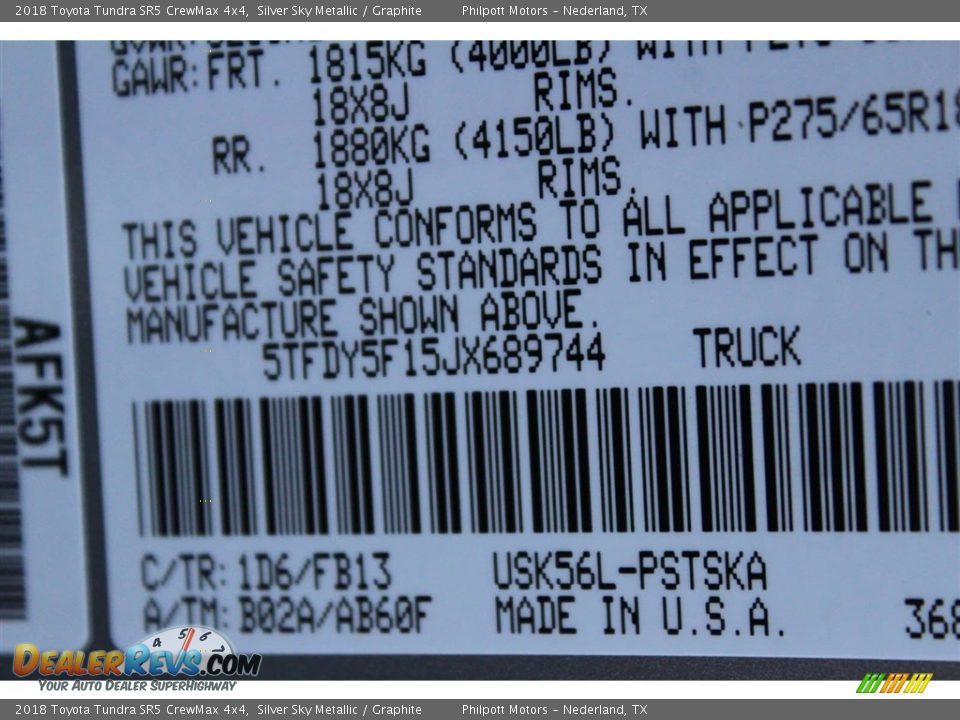 2018 Toyota Tundra SR5 CrewMax 4x4, Silver Sky Metallic / Graphite Philpott Motors - Nederland, TX
GAWR: FRT. 1815KG (4000LB) WITH
18X8J RIMS.
RR. 1880KG (4150LB) WITH P275/65R18
18X8J RIMS.
THIS VEHICLE CONFORMS TO ALL APPLICABLE
VEHICLE SAFETY STANDARDS IN EFFECT ON TH
MANUFACTURE SHOWN ABOVE.
5TFDY5F15JX689744 TRUCK
AFK5T
C/TR: 1D6/FB13 USK56L-PSTSKA
A/TM: B02A/AB60F MADE IN U.S.A. 368
4 5 6
DealerRevs.com
Your Auto Dealer SuperHighway
2018 Toyota Tundra SR5 CrewMax 4x4, Silver Sky Metallic / Graphite Philpott Motors - Nederland, TX